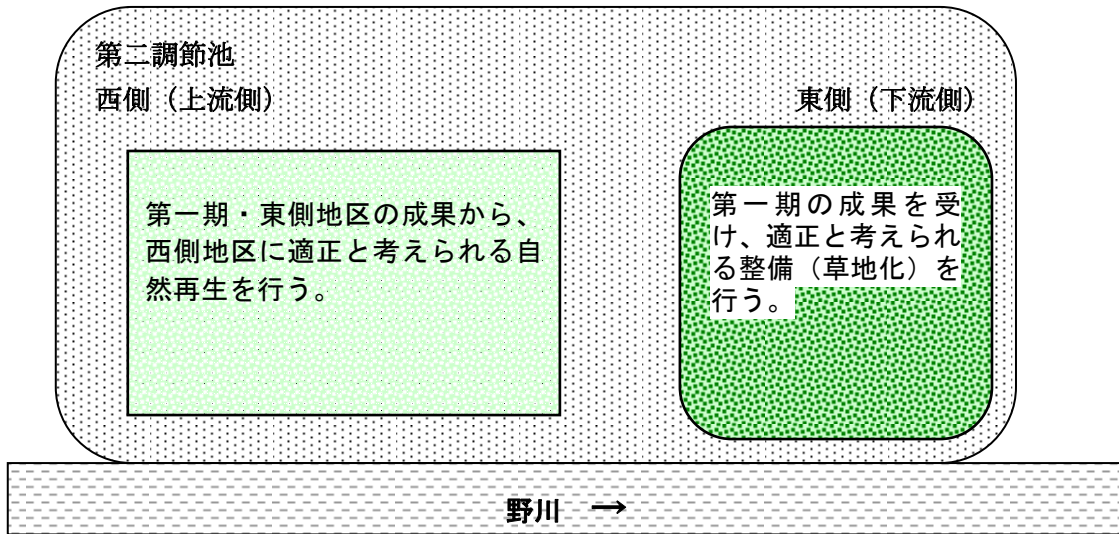 第二調節池
西側（上流側）
東側（下流側）
第一期・東側地区の成果から、
西側地区に適正と考えられる自
然再生を行う。
第一期の成果を受
け、適正と考えられ
る整備（草地化）を
行う。
野川　→